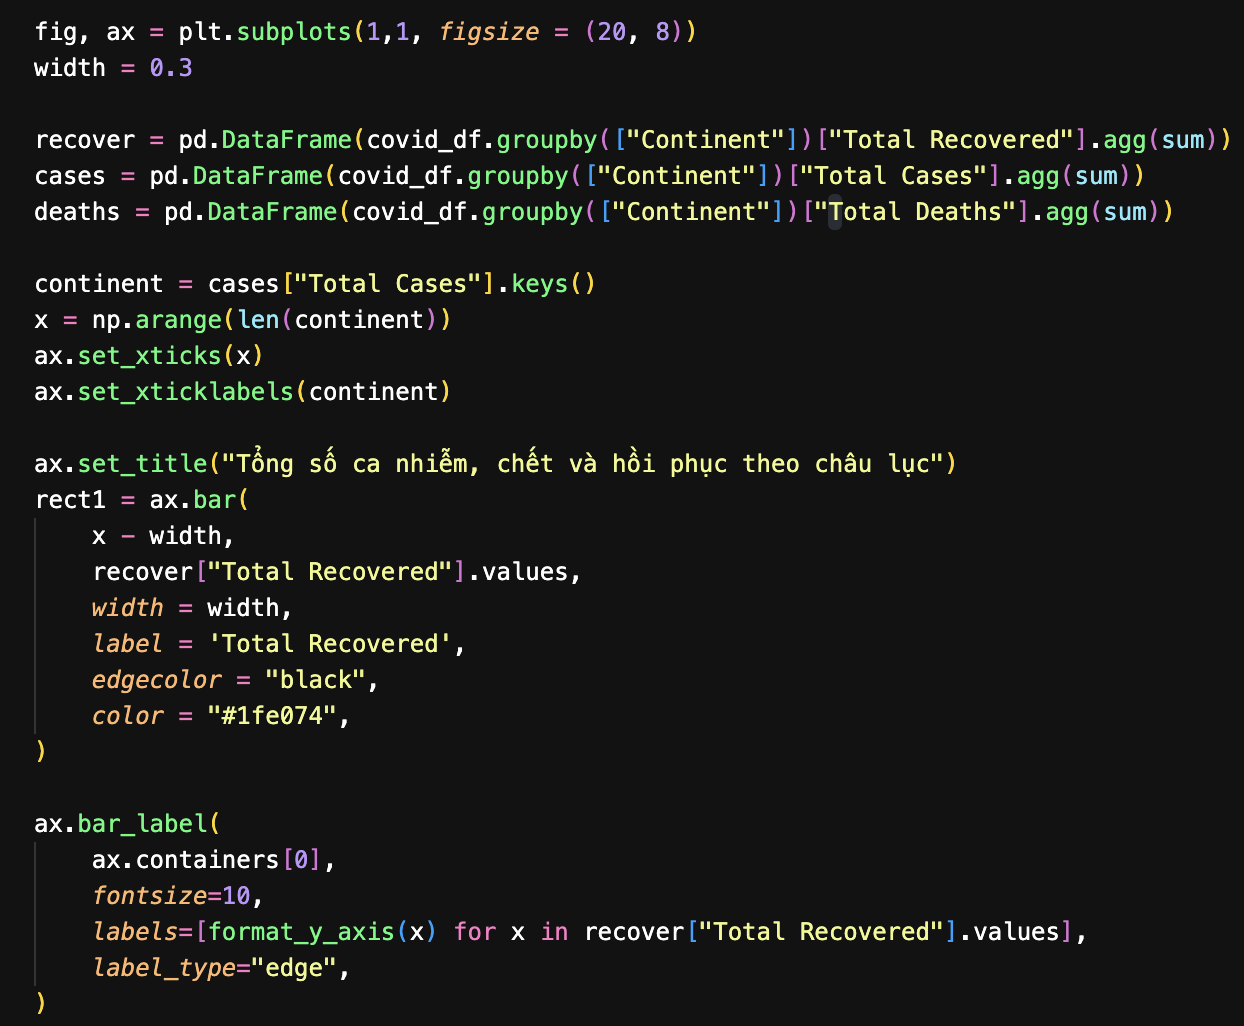 fig, ax = plt.subplots(1,1, figsize = (20, 8))
width = 0.3
recover = pd.DataFrame(covid_df.groupby(["Continent"])["Total Recovered"].agg(sum))
cases = pd.DataFrame(covid_df.groupby(["Continent"])["Total Cases"].agg(sum))
deaths = pd.DataFrame(covid_df.groupby(["Continent"])["Total Deaths"].agg(sum))
continent = cases["Total Cases"].keys()
x = np.arange(len(continent))
ax.set_xticks(x)
ax.set_xticklabels(continent)
ax.set_title("Tổng số ca nhiễm, chết và hồi phục theo châu lục")
rect1 = ax.bar(
    x - width,
    recover["Total Recovered"].values,
    width = width,
    label = 'Total Recovered',
    edgecolor = "black",
    color = "#1fe074",
)
ax.bar_label(
    ax.containers[0],
    fontsize=10,
    labels=[format_y_axis(x) for x in recover["Total Recovered"].values],
    label_type="edge",
)